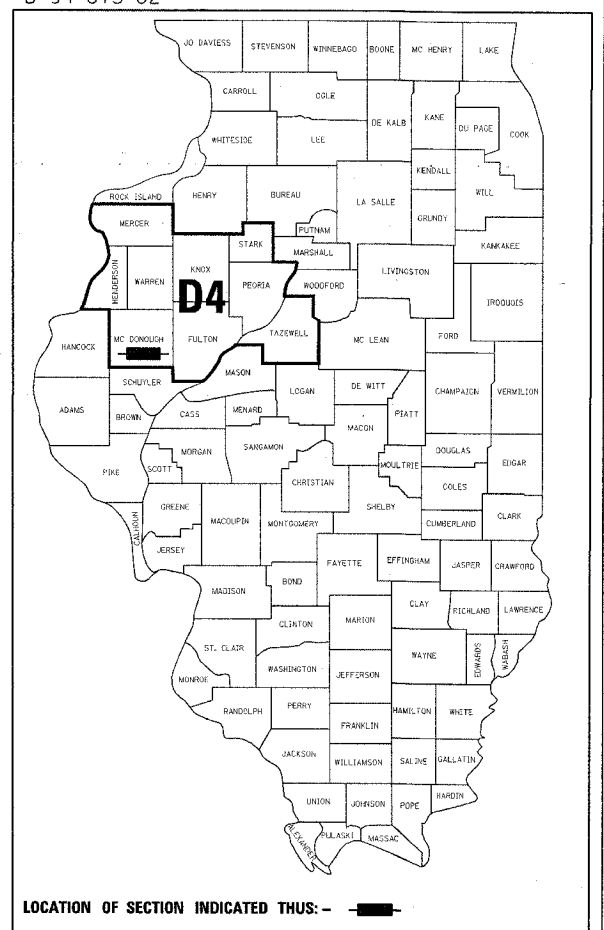 JO DAVIESS STEVENSON WINNEBAGO BOONE MC HENRY LAKE
CARROLL OGLE
DE KALB KANE DU PAGE COOK
WHITESIDE LEE
KENDALL WILL
ROCK ISLAND HENRY BUREAU LA SALLE GRUNDY
MERCER PUTNAM KANKAKEE
STARK MARSHALL
HENDERSON WARREN KNOX PEORIA WOODFORD LIVINGSTON IROQUOIS
D4
HANCOCK MC DONOUGH FULTON TAZEWELL MC LEAN FORD
SCHUYLER MASON
ADAMS BROWN CASS MENARD LOGAN DE WITT PIATT CHAMPAIGN VERMILION
MACON
PIKE SCOTT MORGAN SANGAMON MOULTRIE DOUGLAS EDGAR
CHRISTIAN COLES
CALHOUN GREENE MACOUPIN MONTGOMERY SHELBY CUMBERLAND CLARK
JERSEY
FAYETTE EFFINGHAM JASPER CRAWFORD
MADISON BOND
CLINTON MARION CLAY RICHLAND LAWRENCE
ST. CLAIR
WASHINGTON JEFFERSON WAYNE EDWARDS WABASH
MONROE
RANDOLPH PERRY HAMILTON WHITE
FRANKLIN
JACKSON WILLIAMSON SALINE GALLATIN
HARDIN
UNION JOHNSON POPE
ALEXANDER PULASKI MASSAC
LOCATION OF SECTION INDICATED THUS: -